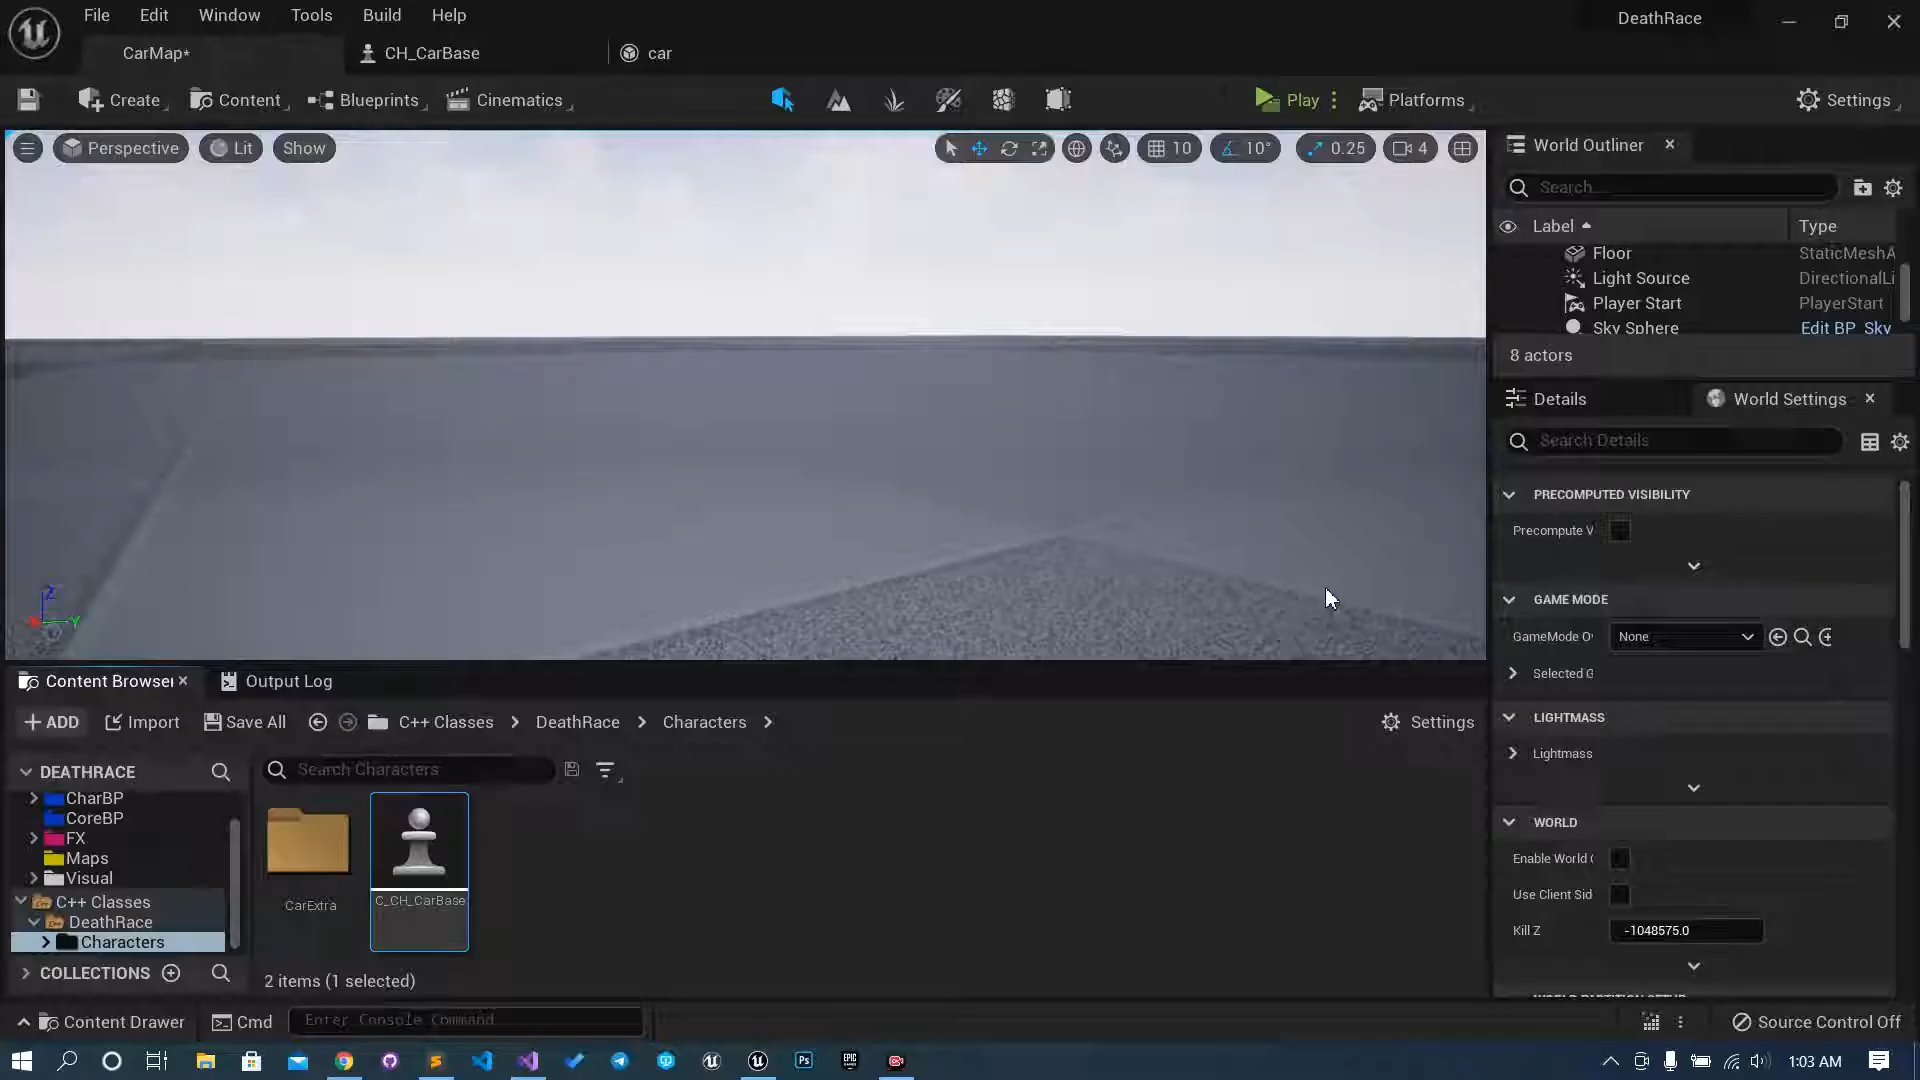 File Edit Window Tools Build Help
DeathRace
CarMap*
CH_CarBase
car
Create
Content
Blueprints
Cinematics
Play
Platforms
Settings
Perspective
Lit
Show
10
10°
0.25
4
World Outliner
Search...
Label
Type
Floor
StaticMeshA
Light Source
DirectionalLi
Player Start
PlayerStart
Sky Sphere
Edit BP_Sky
8 actors
Details
World Settings
Search Details
PRECOMPUTED VISIBILITY
Precompute V
GAME MODE
GameMode O
None
Selected G
LIGHTMASS
Lightmass
WORLD
Enable World
Use Client Sid
Kill Z
-1048575.0
Content Browser
Output Log
ADD
Import
Save All
C++ Classes
DeathRace
Characters
Settings
DEATHRACE
Search Characters
CharBP
CoreBP
FX
Maps
Visual
C++ Classes
DeathRace
Characters
CarExtra
C_CH_CarBase
COLLECTIONS
2 items (1 selected)
Content Drawer
Cmd
Enter Console Command
Source Control Off
Ps
EPIC
GAMES
1:03 AM